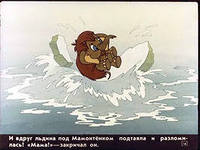 И вдруг льдина под Мамонтёнком подтаяла и разломи-
лась! «Мама!» — закричал он.